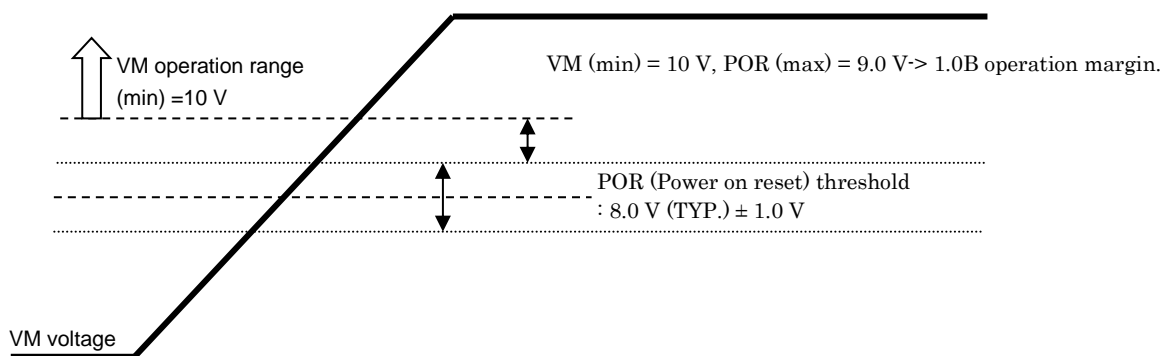 VM operation range
(min) =10 V
VM (min) = 10 V, POR (max) = 9.0 V-> 1.0B operation margin.
POR (Power on reset) threshold
: 8.0 V (TYP.) ± 1.0 V
VM voltage